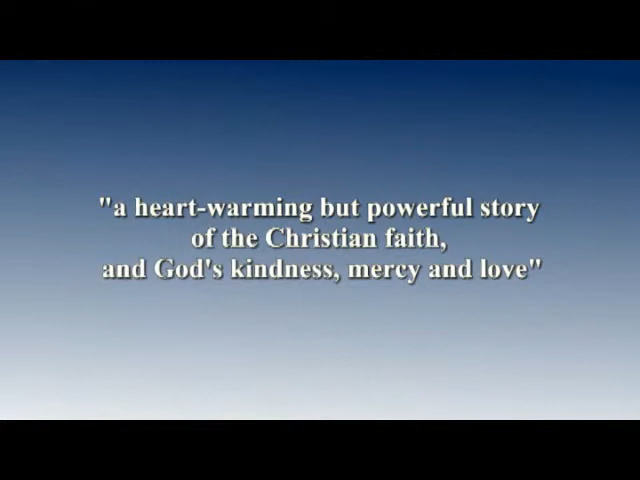 "a heart-warming but powerful story
of the Christian faith,
and God's kindness, mercy and love"